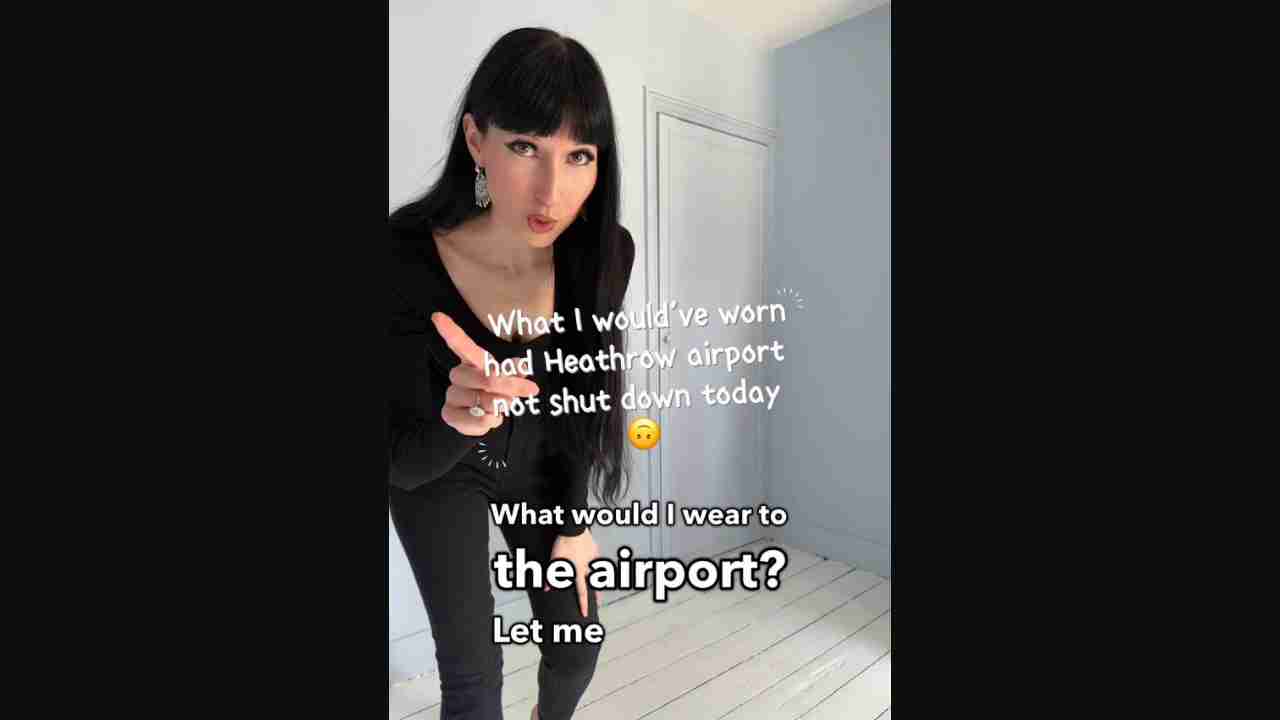 What I would've worn
had Heathrow airport
not shut down today
🙃
What would I wear to
the airport?
Let me